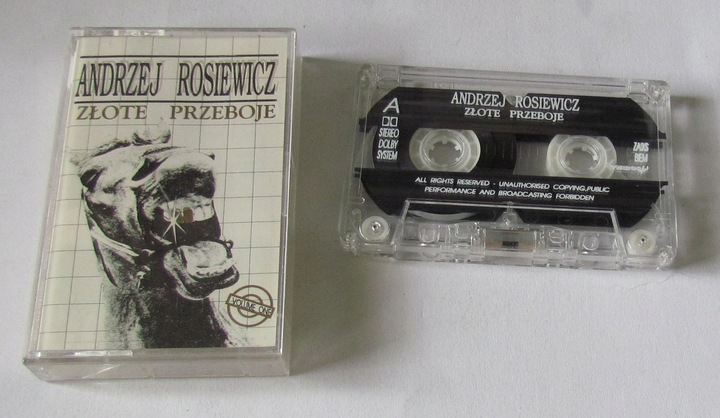 ANDRZEJ ROSIEWICZ
ZŁOTE PRZEBOJE
VOLUME ONE
A
STEREO
DOLBY
SYSTEM
ANDRZEJ ROSIEWICZ
ZŁOTE PRZEBOJE
ZAIKS
BIEM
ALL RIGHTS RESERVED - UNAUTHORISED COPYING,PUBLIC
PERFORMANCE AND BROADCASTING FORBIDDEN